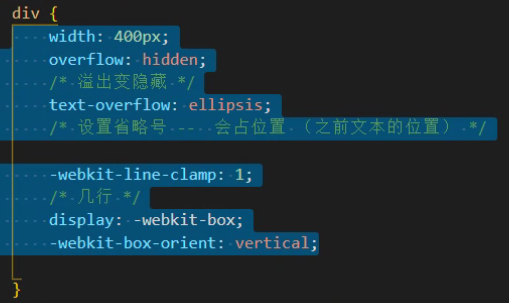 div {
width: 400px;
overflow: hidden;
/* 溢出变隐藏 */
text-overflow: ellipsis;
/* 设置省略号 -- 会占位置 （之前文本的位置） */
-webkit-line-clamp: 1;
/* 几行 */
display: -webkit-box;
-webkit-box-orient: vertical;
}